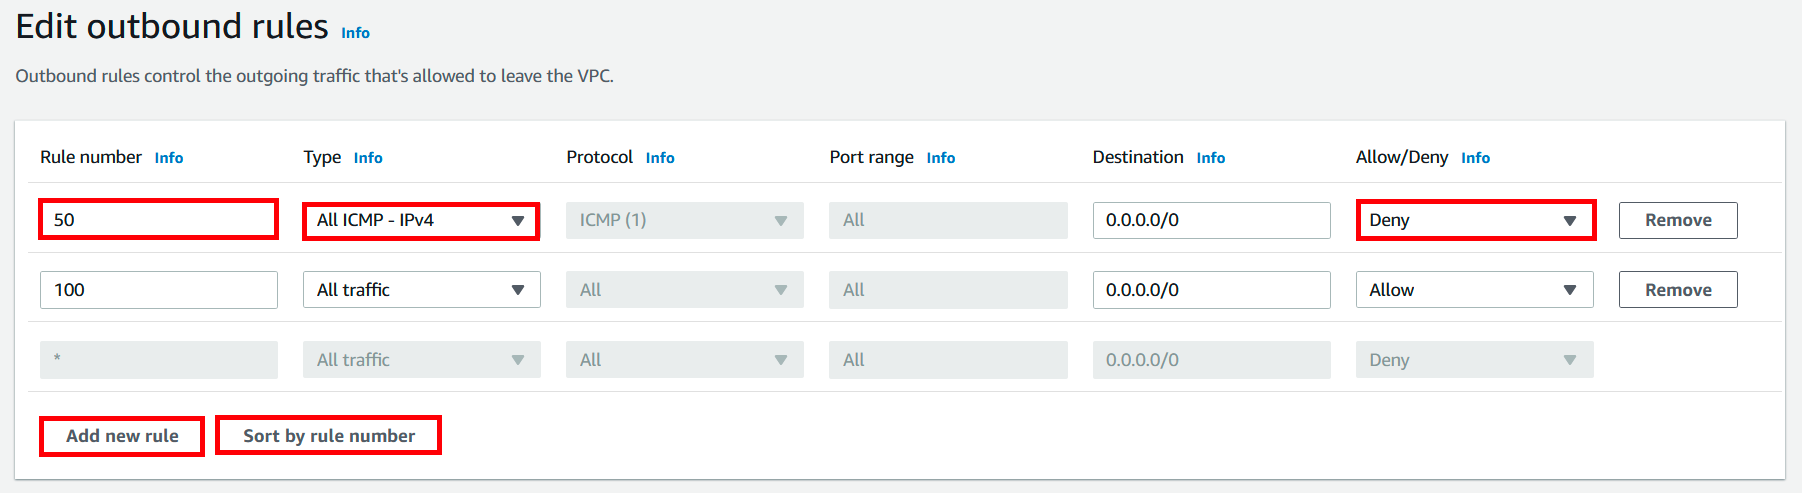 Edit outbound rules Info
Outbound rules control the outgoing traffic that's allowed to leave the VPC.
Rule number Info Type Info Protocol Info Port range Info Destination Info Allow/Deny Info
50 All ICMP - IPv4 ICMP (1) All 0.0.0.0/0 Deny Remove
100 All traffic All All 0.0.0.0/0 Allow Remove
* All traffic All All 0.0.0.0/0 Deny
Add new rule Sort by rule number